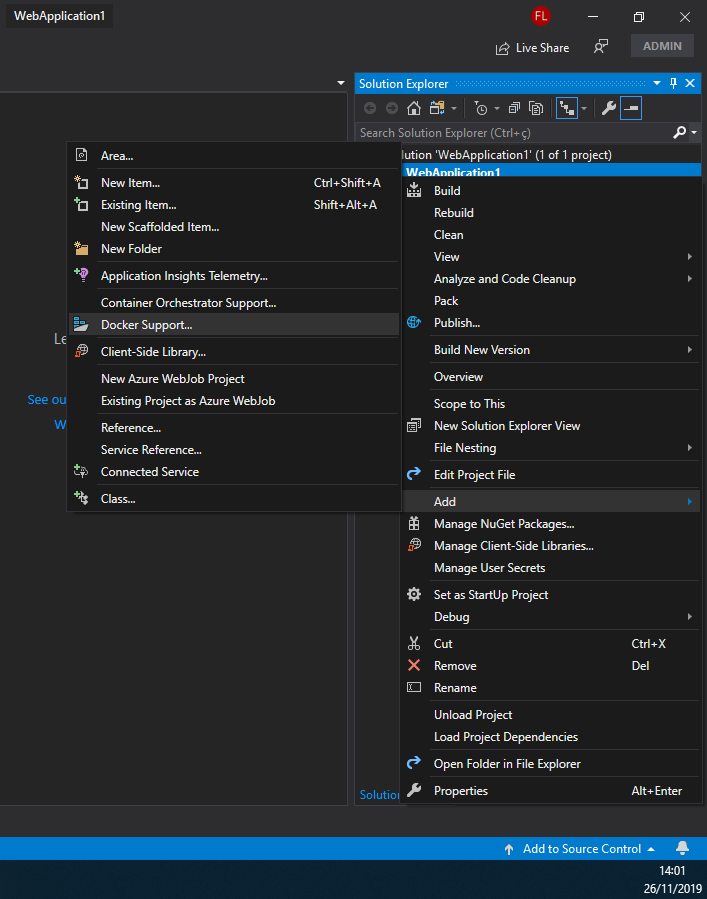 WebApplication1
FL
Live Share
ADMIN
Solution Explorer
Search Solution Explorer (Ctrl+ç)
lution 'WebApplication1' (1 of 1 project)
WebApplication1
Area...
New Item... Ctrl+Shift+A
Existing Item... Shift+Alt+A
New Scaffolded Item...
New Folder
Application Insights Telemetry...
Container Orchestrator Support...
Docker Support...
Client-Side Library...
New Azure WebJob Project
Existing Project as Azure WebJob
Reference...
Service Reference...
Connected Service
Class...
Le
See ou
W
Build
Rebuild
Clean
View
Analyze and Code Cleanup
Pack
Publish...
Build New Version
Overview
Scope to This
New Solution Explorer View
File Nesting
Edit Project File
Add
Manage NuGet Packages...
Manage Client-Side Libraries...
Manage User Secrets
Set as StartUp Project
Debug
Cut Ctrl+X
Remove Del
Rename
Unload Project
Load Project Dependencies
Open Folder in File Explorer
Properties Alt+Enter
Solution
Add to Source Control
14:01
26/11/2019